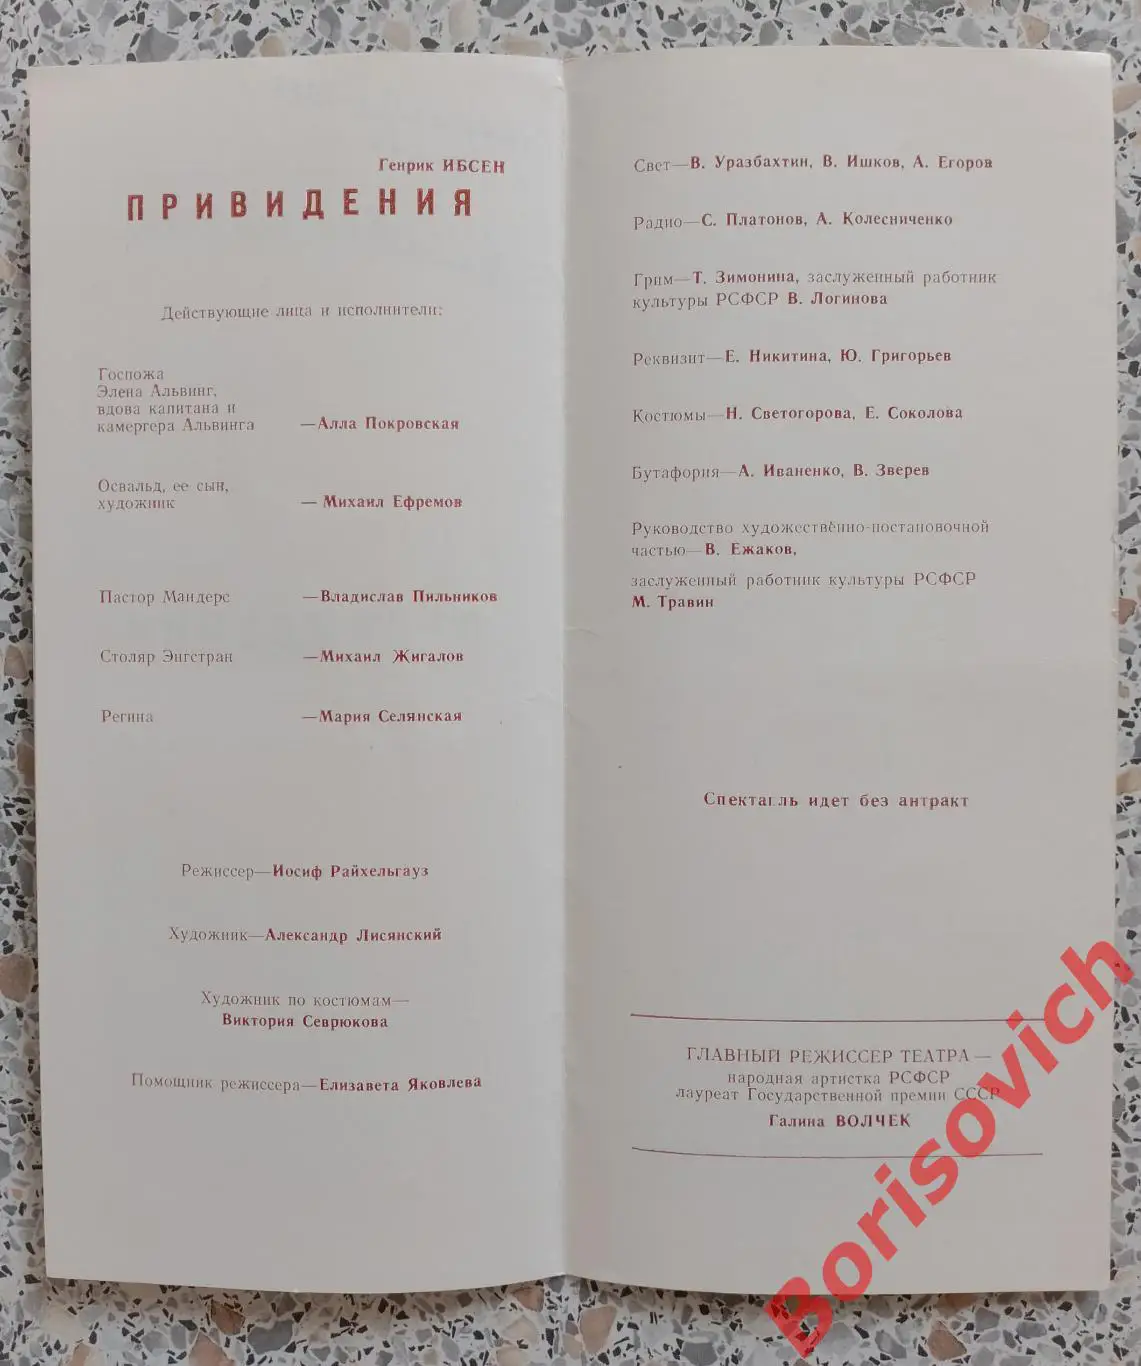 Генрик ИБСЕН
ПРИВИДЕНИЯ
Действующие лица и исполнители:
Госпожа
Элена Альвинг,
вдова капитана и
камергера Альвинга —Алла Покровская
Освальд, ее сын,
художник — Михаил Ефремов
Пастор Мандерс —Владислав Пильников
Столяр Энгстран —Михаил Жигалов
Регина —Мария Селянская
Режиссер—Иосиф Райхельгауз
Художник—Александр Лисянский
Художник по костюмам—
Виктория Севрюкова
Помощник режиссера—Елизавета Яковлева
Свет—В. Уразбахтин, В. Ишков, А. Егоров
Радио—С. Платонов, А. Колесниченко
Грим—Т. Зимонина, заслуженный работник
культуры РСФСР В. Логинова
Реквизит—Е. Никитина, Ю. Григорьев
Костюмы—Н. Светогорова, Е. Соколова
Бутафория—А. Иваненко, В. Зверев
Руководство художественно-постановочной
частью—В. Ежаков,
заслуженный работник культуры РСФСР
М. Травин
Спектакль идет без антракт
ГЛАВНЫЙ РЕЖИССЕР ТЕАТРА—
народная артистка РСФСР
лауреат Государственной премии СССР
Галина ВОЛЧЕК
Borisovich